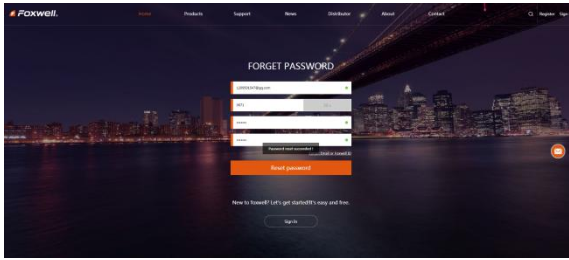 FOXWELL.
Home Products Support News Distributor About Contact Register Sign
FORGET PASSWORD
Password reset succeeded !
Reset password
New to foxwell? Let's get started!It's easy and free.
Sign in